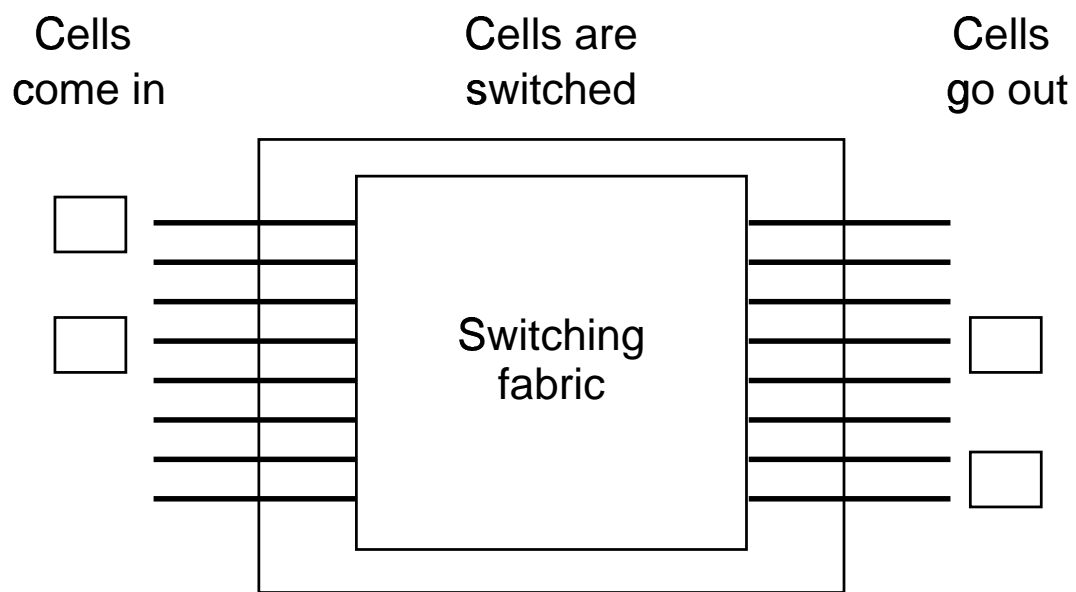 Cells
come in
Cells are
switched
Cells
go out
Switching
fabric